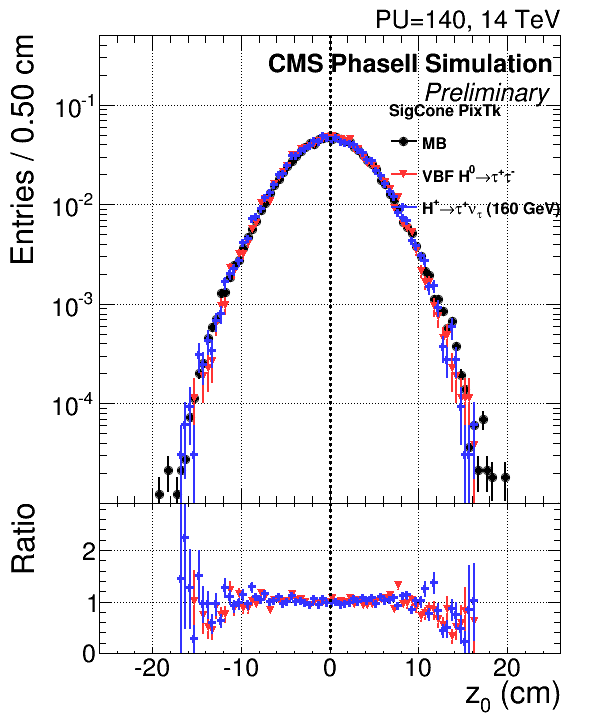 PU=140, 14 TeV
CMS PhaseII Simulation
Preliminary
SigCone PixTk
MB
VBF H⁰→τ⁺τ⁻
H⁺→τ⁺ντ (160 GeV)
Entries / 0.50 cm
10⁻¹
10⁻²
10⁻³
10⁻⁴
Ratio
2
1
0
-20 -10 0 10 20
z₀ (cm)